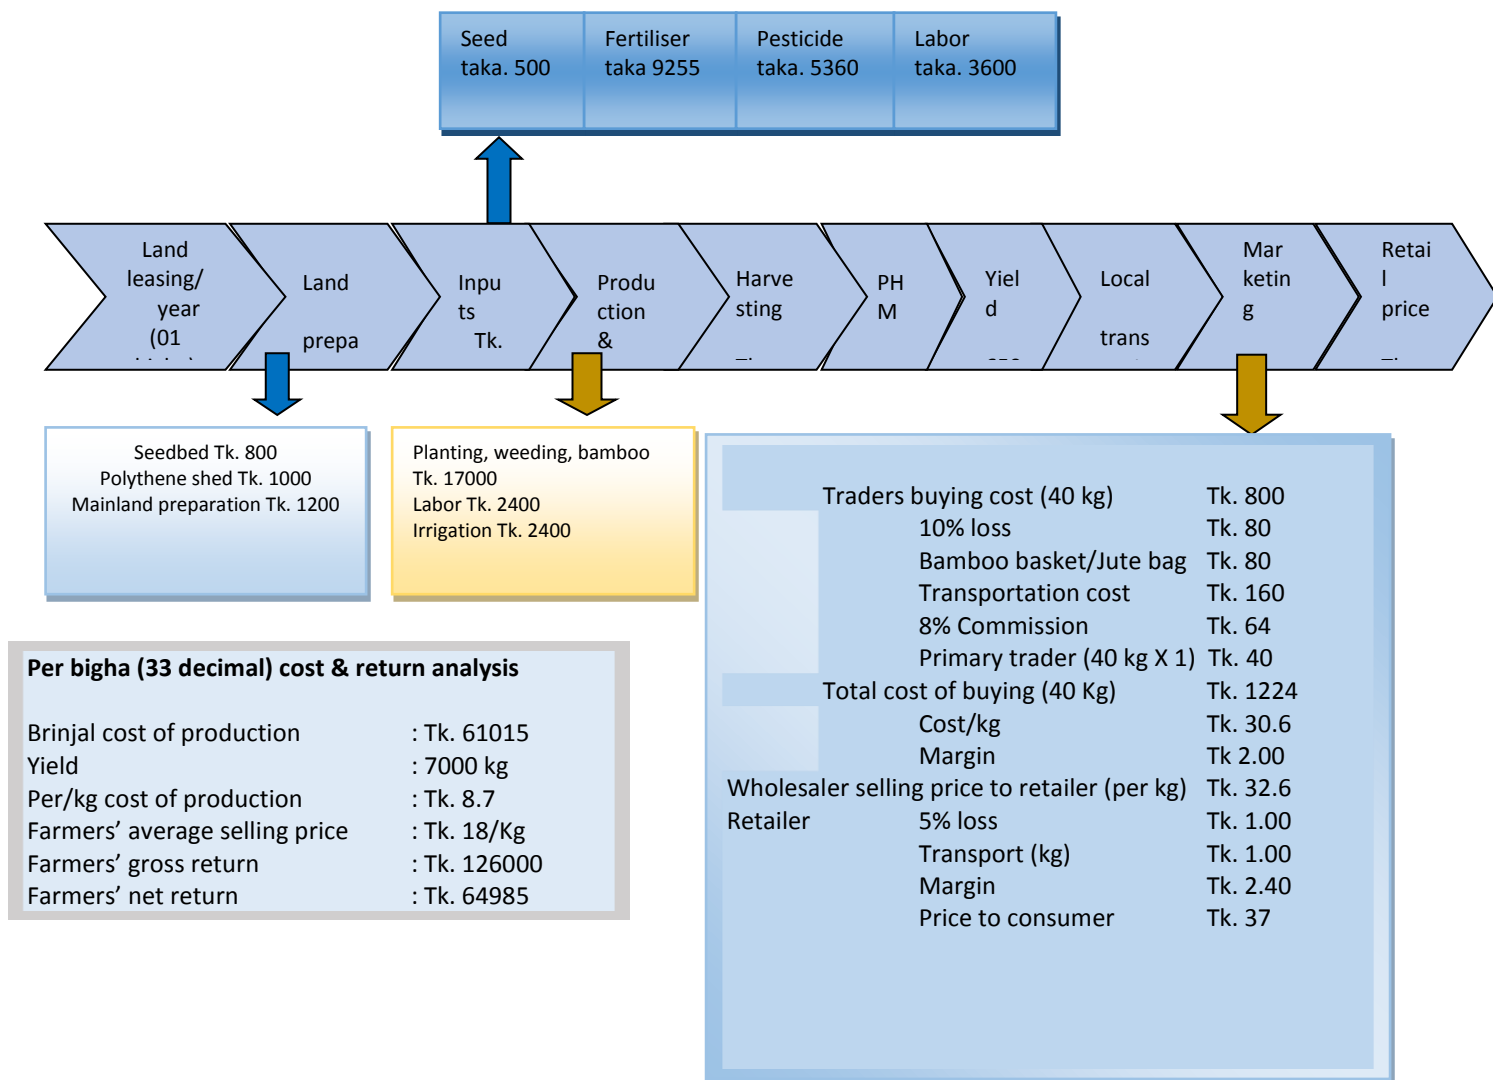 Seed
taka. 500
Fertiliser
taka 9255
Pesticide
taka. 5360
Labor
taka. 3600
Land
leasing/
year
(01
Land
prepa
Inpu
ts
Tk.
Produ
ction
&
Harve
sting
PH
M
Yiel
d
Local
trans
Mar
ketin
g
Retai
l
price
Seedbed Tk. 800
Polythene shed Tk. 1000
Mainland preparation Tk. 1200
Planting, weeding, bamboo
Tk. 17000
Labor Tk. 2400
Irrigation Tk. 2400
Traders buying cost (40 kg) Tk. 800
10% loss Tk. 80
Bamboo basket/Jute bag Tk. 80
Transportation cost Tk. 160
8% Commission Tk. 64
Primary trader (40 kg X 1) Tk. 40
Total cost of buying (40 Kg) Tk. 1224
Cost/kg Tk. 30.6
Margin Tk 2.00
Wholesaler selling price to retailer (per kg) Tk. 32.6
Retailer 5% loss Tk. 1.00
Transport (kg) Tk. 1.00
Margin Tk. 2.40
Price to consumer Tk. 37
Per bigha (33 decimal) cost & return analysis
Brinjal cost of production : Tk. 61015
Yield : 7000 kg
Per/kg cost of production : Tk. 8.7
Farmers’ average selling price : Tk. 18/Kg
Farmers’ gross return : Tk. 126000
Farmers’ net return : Tk. 64985